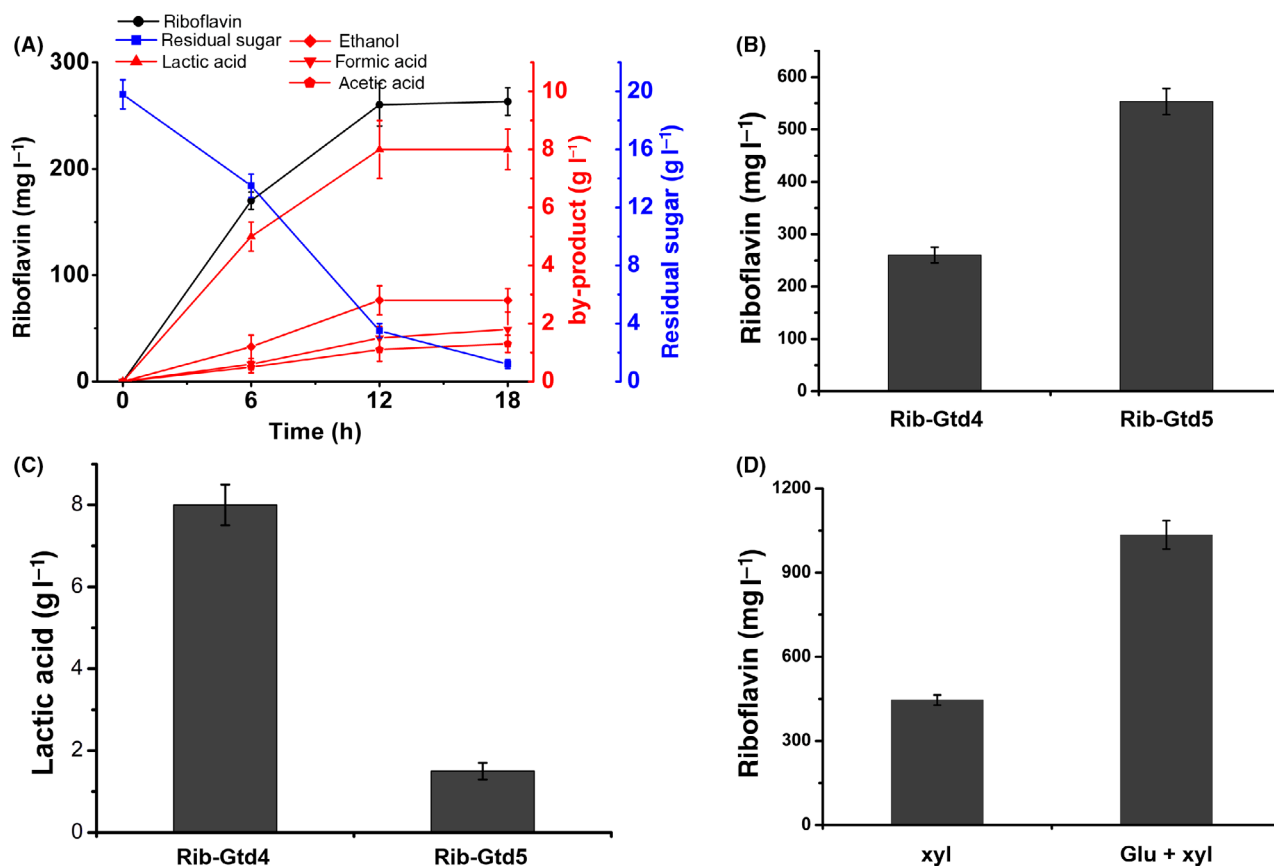 (A)
Riboflavin
Residual sugar
Lactic acid
Ethanol
Formic acid
Acetic acid
Riboflavin (mg l⁻¹)
300
200
100
0
by-product (g l⁻¹)
10
8
6
4
2
0
Residual sugar (g l⁻¹)
20
16
12
8
4
0
0 6 12 18
Time (h)
(B)
Riboflavin (mg l⁻¹)
600
500
400
300
200
100
0
Rib-Gtd4 Rib-Gtd5
(C)
Lactic acid (g l⁻¹)
8
6
4
2
0
Rib-Gtd4 Rib-Gtd5
(D)
Riboflavin (mg l⁻¹)
1200
900
600
300
0
xyl Glu + xyl